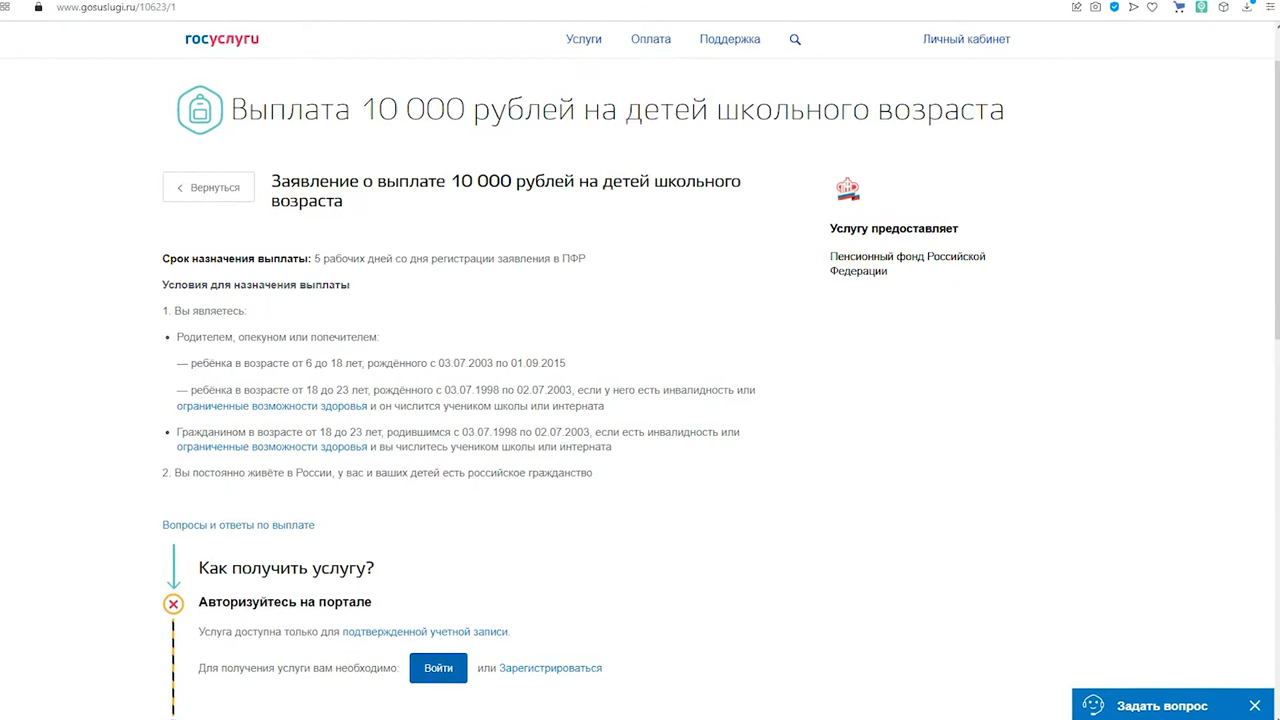 www.gosuslugi.ru/10623/1
госуслуги
Услуги
Оплата
Поддержка
Личный кабинет
Выплата 10 000 рублей на детей школьного возраста
Вернуться
Заявление о выплате 10 000 рублей на детей школьного
возраста
Услугу предоставляет
Пенсионный фонд Российской
Федерации
Срок назначения выплаты: 5 рабочих дней со дня регистрации заявления в ПФР
Условия для назначения выплаты
1. Вы являетесь:
• Родителем, опекуном или попечителем:
— ребёнка в возрасте от 6 до 18 лет, рождённого с 03.07.2003 по 01.09.2015
— ребёнка в возрасте от 18 до 23 лет, рождённого с 03.07.1998 по 02.07.2003, если у него есть инвалидность или
ограниченные возможности здоровья и он числится учеником школы или интерната
• Гражданином в возрасте от 18 до 23 лет, родившимся с 03.07.1998 по 02.07.2003, если есть инвалидность или
ограниченные возможности здоровья и вы числитесь учеником школы или интерната
2. Вы постоянно живёте в России, у вас и ваших детей есть российское гражданство
Вопросы и ответы по выплате
Как получить услугу?
Авторизуйтесь на портале
Услуга доступна только для подтвержденной учетной записи.
Для получения услуги вам необходимо: Войти или Зарегистрироваться
Задать вопрос